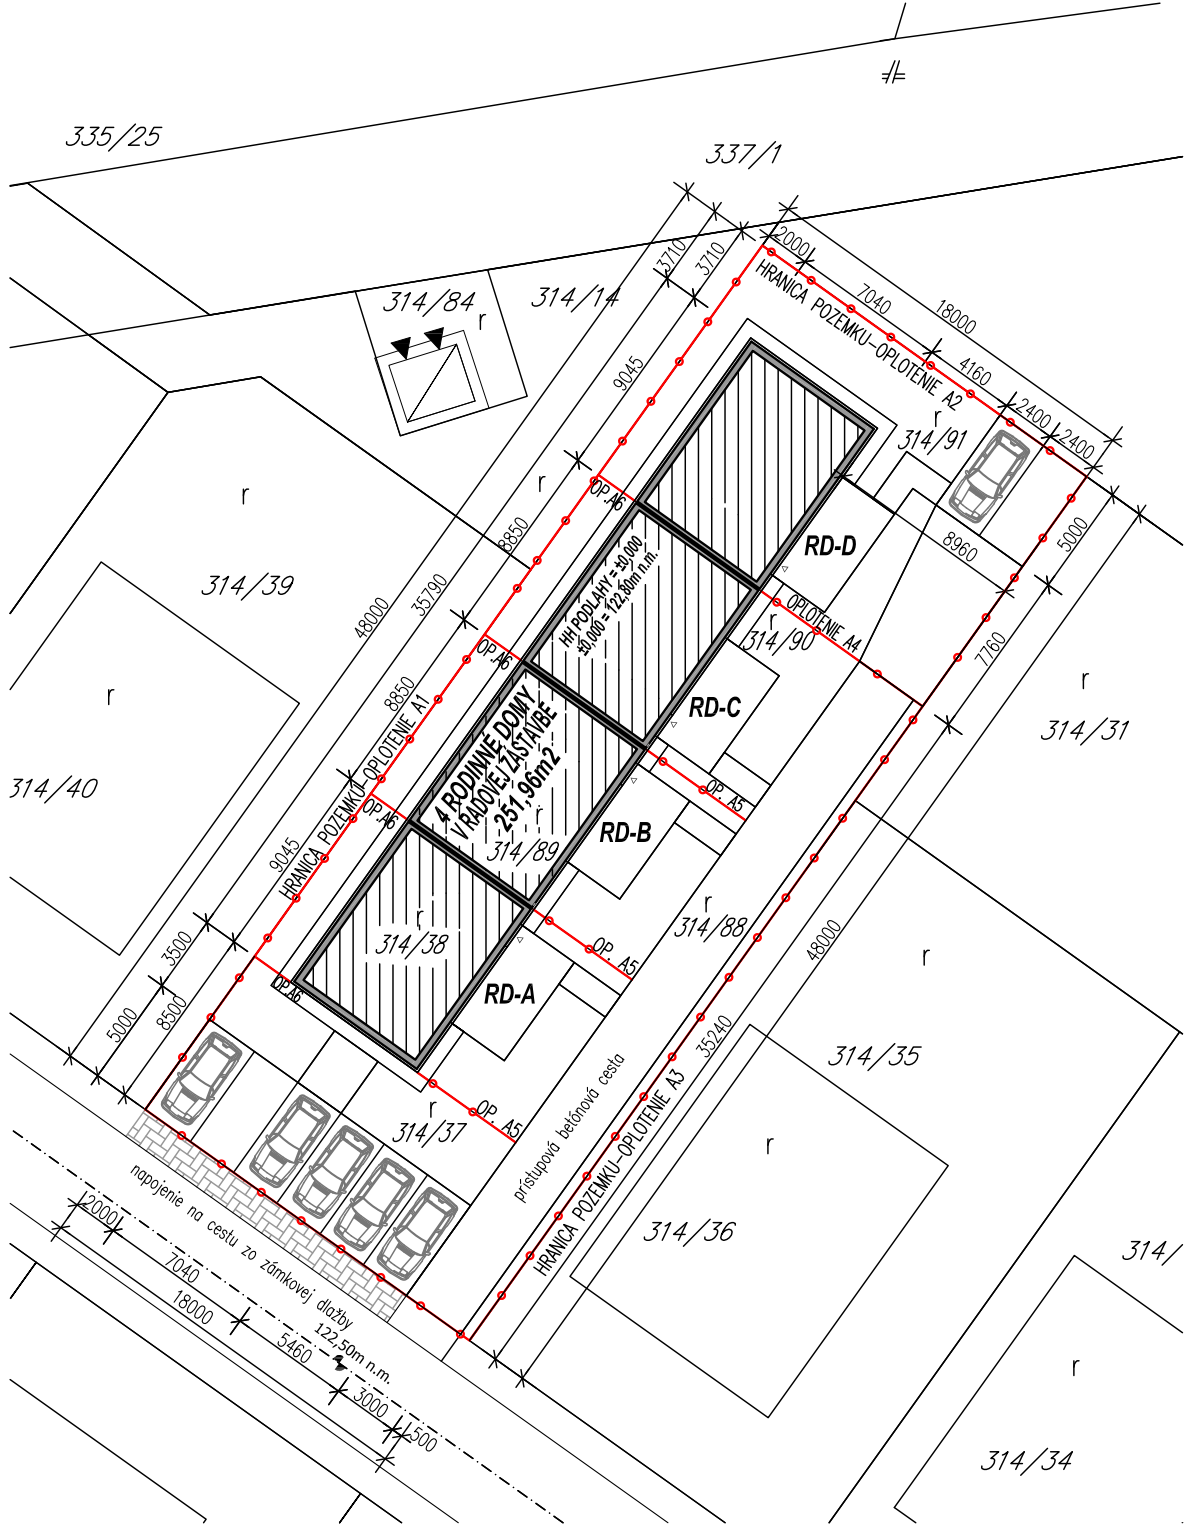 335/25
337/1
314/84
r
314/14
2000
HRANICA POZEMKU-OPLOTENIE A2
7040
18000
4160
2400
2400
3710
3710
9045
r
314/91
r
r
OP.A6
8850
5000
8960
RD-D
HH PODLAHY = ±0,000
±0,000 = 122,80m n.m.
314/39
35790
48000
OPLOTENIE A4
r
314/90
7760
r
r
314/31
OP.A6
8850
RD-C
314/40
HRANICA POZEMKU-OPLOTENIE A1
4 RODINNÉ DOMY
V RADOVEJ ZÁSTAVBE
251,96m2
r
314/89
OP. A5
OP.A6
RD-B
9045
r
314/38
r
314/88
48000
r
3500
OP. A5
OP.A6
RD-A
5000
8500
35240
314/35
r
314/37
OP. A5
prístupová betónová cesta
HRANICA POZEMKU-OPLOTENIE A3
r
314/36
314/
napojenie na cestu zo zámkovej dlažby
2000
7040
18000
5460
122,50m n.m.
3000
1500
r
314/34